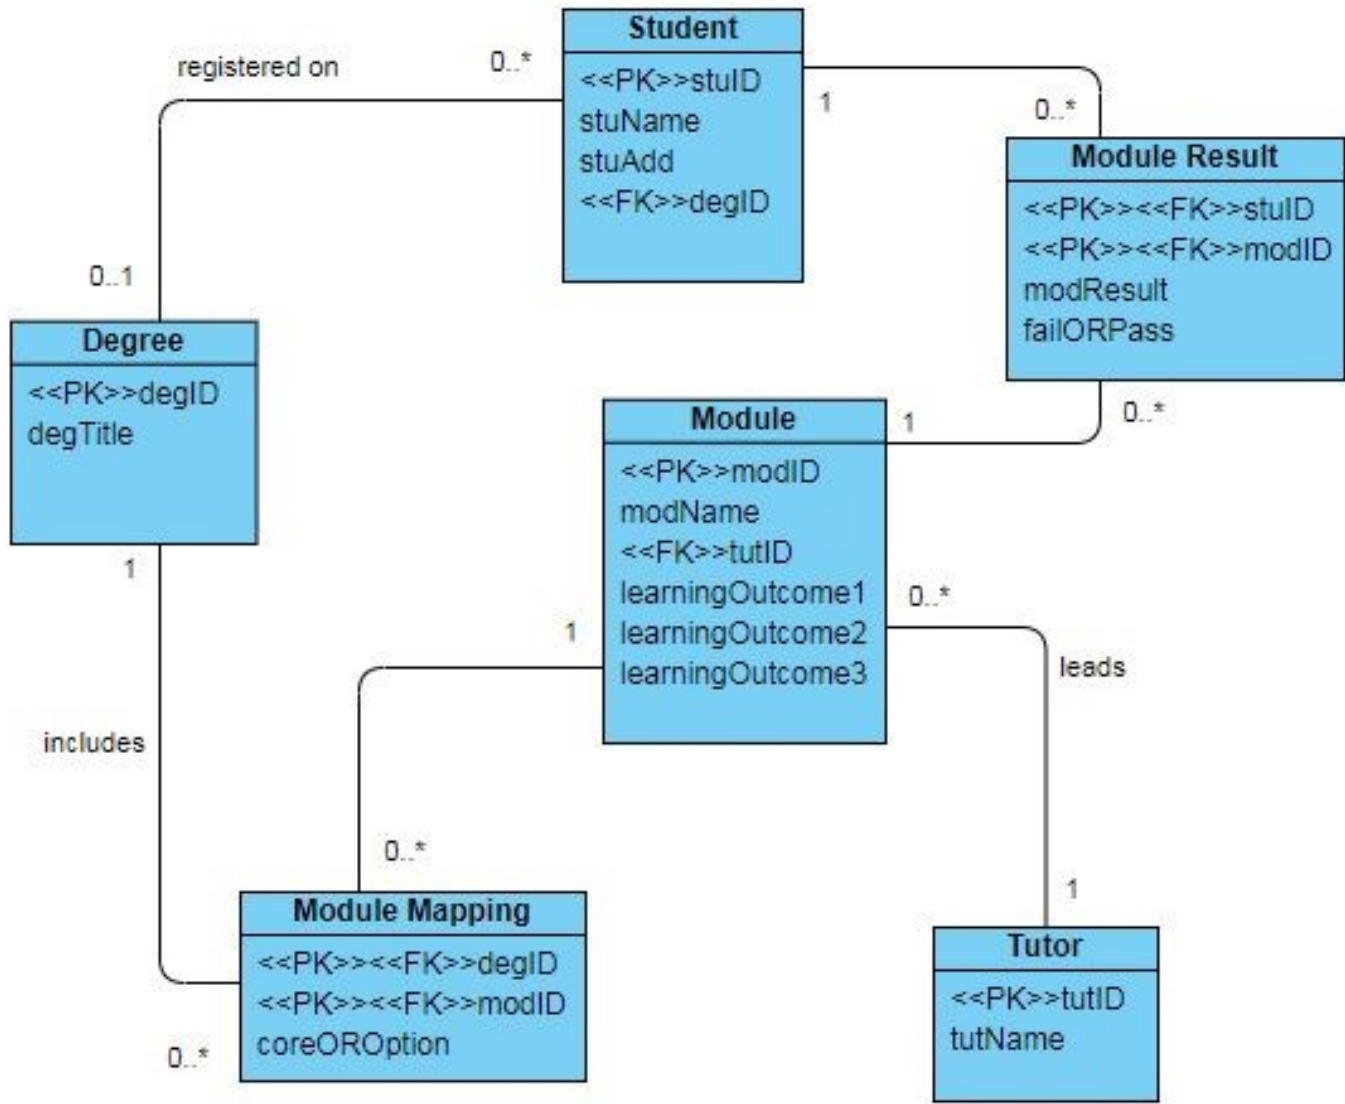 Student
<<PK>>stuID
stuName
stuAdd
<<FK>>degID
registered on
0..*
1
0..*
Module Result
<<PK>><<FK>>stuID
<<PK>><<FK>>modID
modResult
failORPass
0..1
Degree
<<PK>>degID
degTitle
1
0..*
1
Module
<<PK>>modID
modName
<<FK>>tutID
learningOutcome1
learningOutcome2
learningOutcome3
0..*
1
leads
includes
0..*
1
Module Mapping
<<PK>><<FK>>degID
<<PK>><<FK>>modID
coreOROption
0..*
Tutor
<<PK>>tutID
tutName